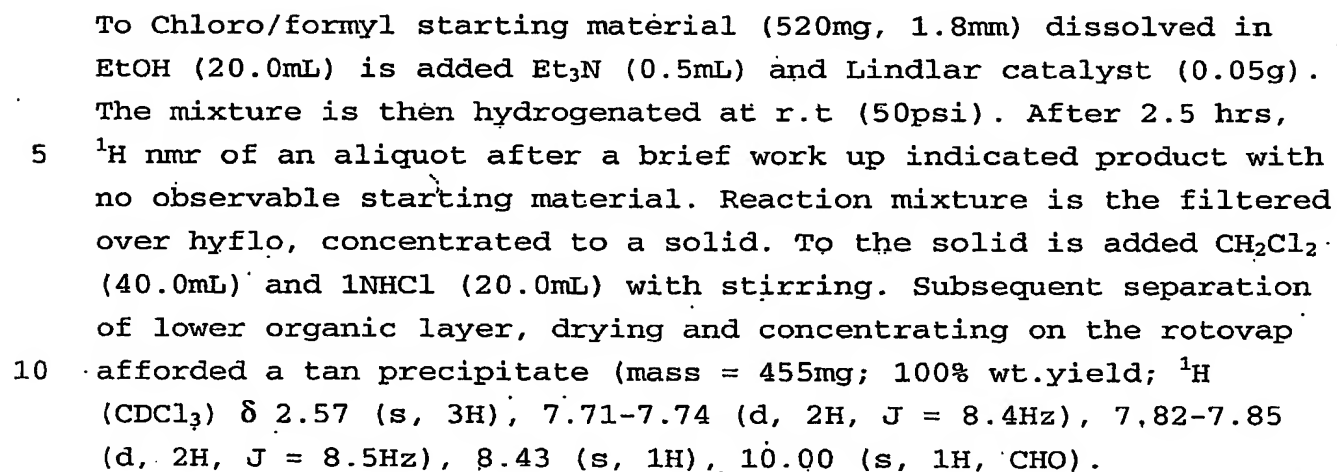 To Chloro/formyl starting material (520mg, 1.8mm) dissolved in
EtOH (20.0mL) is added Et₃N (0.5mL) and Lindlar catalyst (0.05g).
The mixture is then hydrogenated at r.t (50psi). After 2.5 hrs,
5 ¹H nmr of an aliquot after a brief work up indicated product with
no observable starting material. Reaction mixture is the filtered
over hyflo, concentrated to a solid. To the solid is added CH₂Cl₂
(40.0mL) and 1NHCl (20.0mL) with stirring. Subsequent separation
of lower organic layer, drying and concentrating on the rotovap
10 afforded a tan precipitate (mass = 455mg; 100% wt.yield; ¹H
(CDCl₃) δ 2.57 (s, 3H), 7.71-7.74 (d, 2H, J = 8.4Hz), 7.82-7.85
(d, 2H, J = 8.5Hz), 8.43 (s, 1H), 10.00 (s, 1H, CHO).